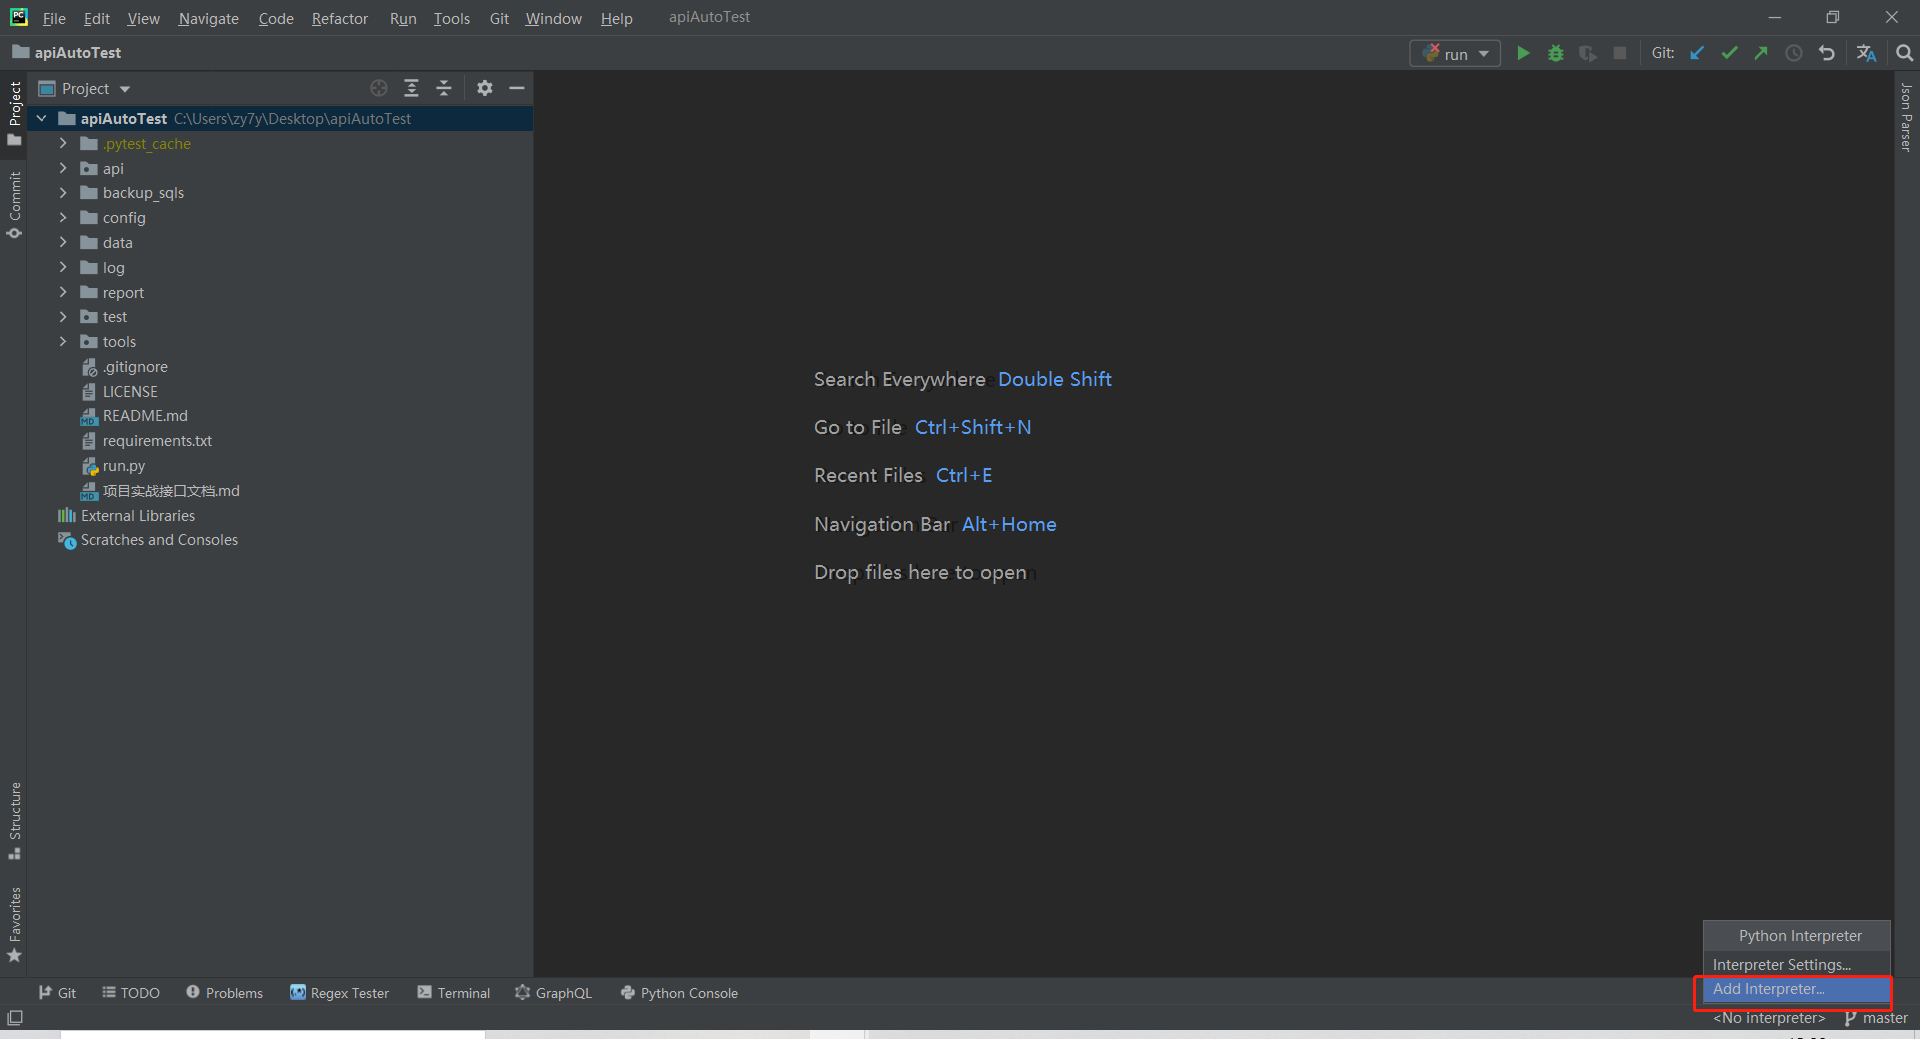 PC File Edit View Navigate Code Refactor Run Tools Git Window Help apiAutoTest
apiAutoTest
run
Git:
Project
Commit
Structure
Favorites
Project
apiAutoTest C:\Users\zy7y\Desktop\apiAutoTest
.pytest_cache
api
backup_sqls
config
data
log
report
test
tools
.gitignore
LICENSE
README.md
requirements.txt
run.py
项目实战接口文档.md
External Libraries
Scratches and Consoles
Search Everywhere Double Shift
Go to File Ctrl+Shift+N
Recent Files Ctrl+E
Navigation Bar Alt+Home
Drop files here to open
Json Parser
Python Interpreter
Interpreter Settings...
Add Interpreter...
Git TODO Problems Regex Tester Terminal GraphQL Python Console
<No interpreter> master